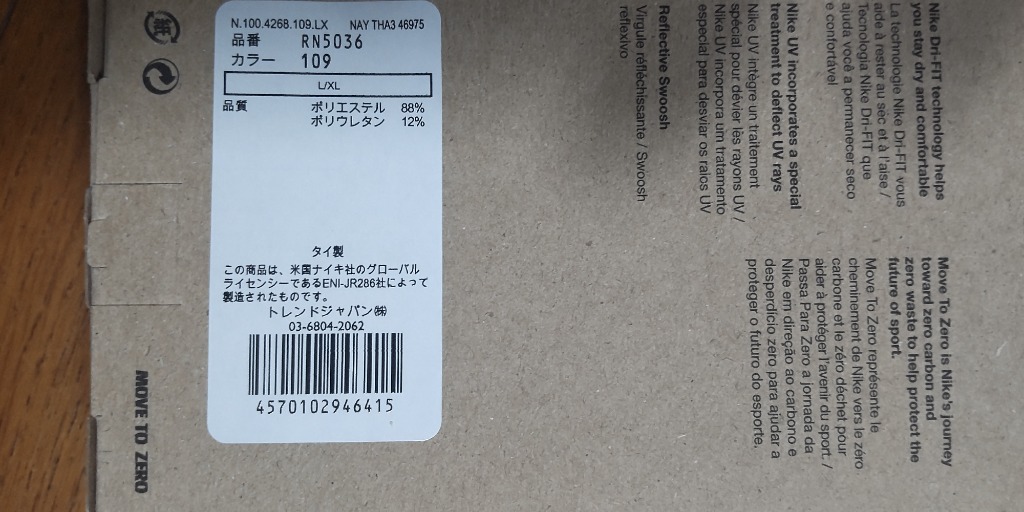 N.100.4268.109.LX NAY THA3 46975
品番 RN5036
カラー 109
L/XL
品質 ポリエステル 88%
ポリウレタン 12%
タイ製
この商品は、米国ナイキ社のグローバル
ライセンシーであるENI-JR286社によって
製造されたものです。
トレンドジャパン㈱
03-6804-2062
4570102946415
紙
MOVE TO ZERO
Nike Dri-FIT technology helps
you stay dry and comfortable
La technologie Nike Dri-FIT vous
aide à rester au sec et à l'aise /
Tecnologia Nike Dri-FIT que
ajuda você a permanecer seco
e confortável
Nike UV incorporates a special
treatment to deflect UV rays
Nike UV intègre un traitement
spécial pour dévier les rayons UV /
Nike UV incorpora um tratamento
especial para desviar os raios UV
Reflective Swoosh
Virgule réfléchissante / Swoosh
reflexivo
Move To Zero is Nike's journey
toward zero carbon and
zero waste to help protect the
future of sport.
Move To Zero représente le
cheminement de Nike vers le zéro
carbone et le zéro déchet pour
aider à protéger l'avenir du sport. /
Passa Para Zero a jornada da
Nike em direção ao carbono e
desperdício zero para ajudar a
proteger o futuro do esporte.